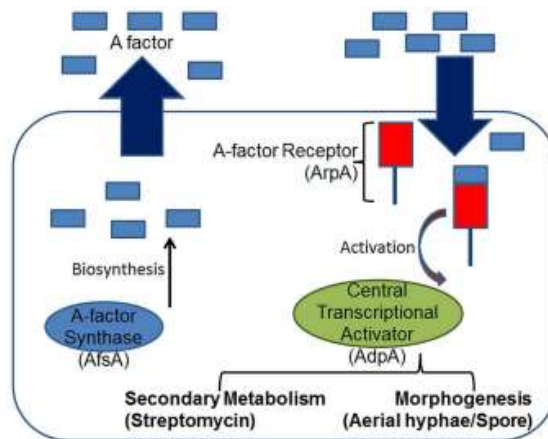 A factor
A-factor Receptor
(ArpA)
Activation
Biosynthesis
A-factor
Synthase
(AfsA)
Central
Transcriptional
Activator
(AdpA)
Secondary Metabolism
(Streptomycin)
Morphogenesis
(Aerial hyphae/Spore)